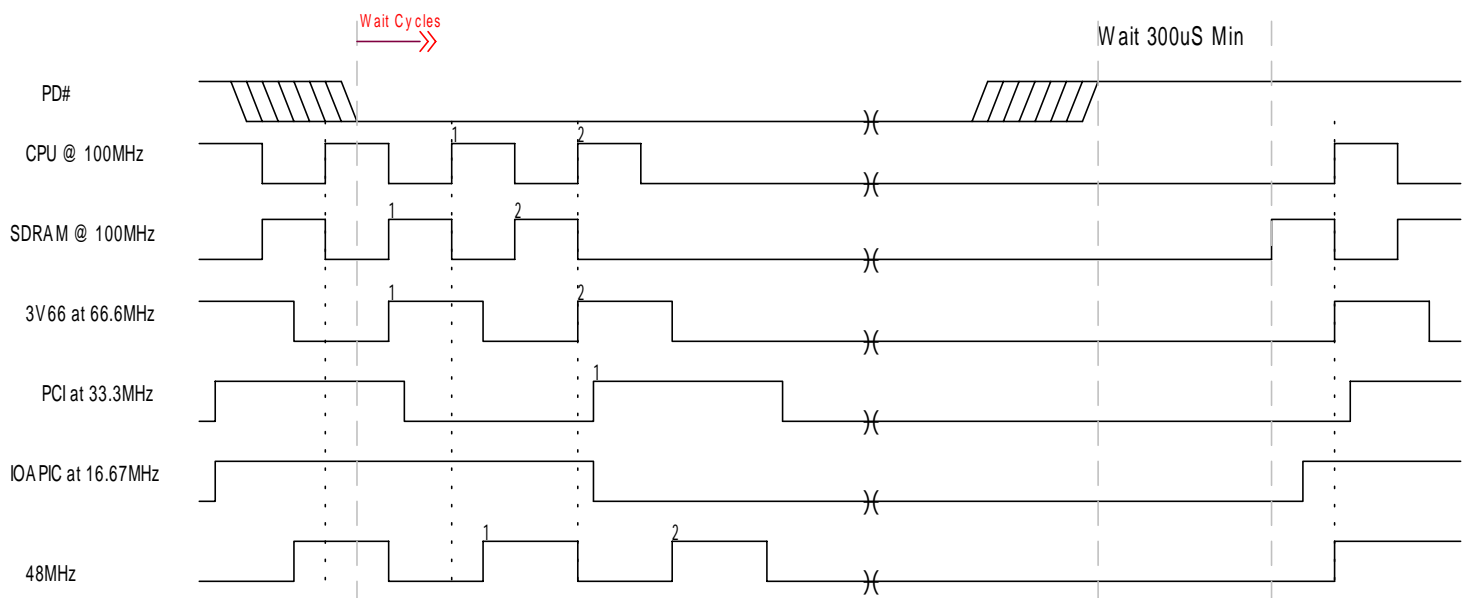 Wait Cycles
Wait 300uS Min
PD#
CPU @ 100MHz
1 2
SDRAM @ 100MHz
1 2
3V66 at 66.6MHz
1 2
PCI at 33.3MHz
1
IOAPIC at 16.67MHz
48MHz
1 2